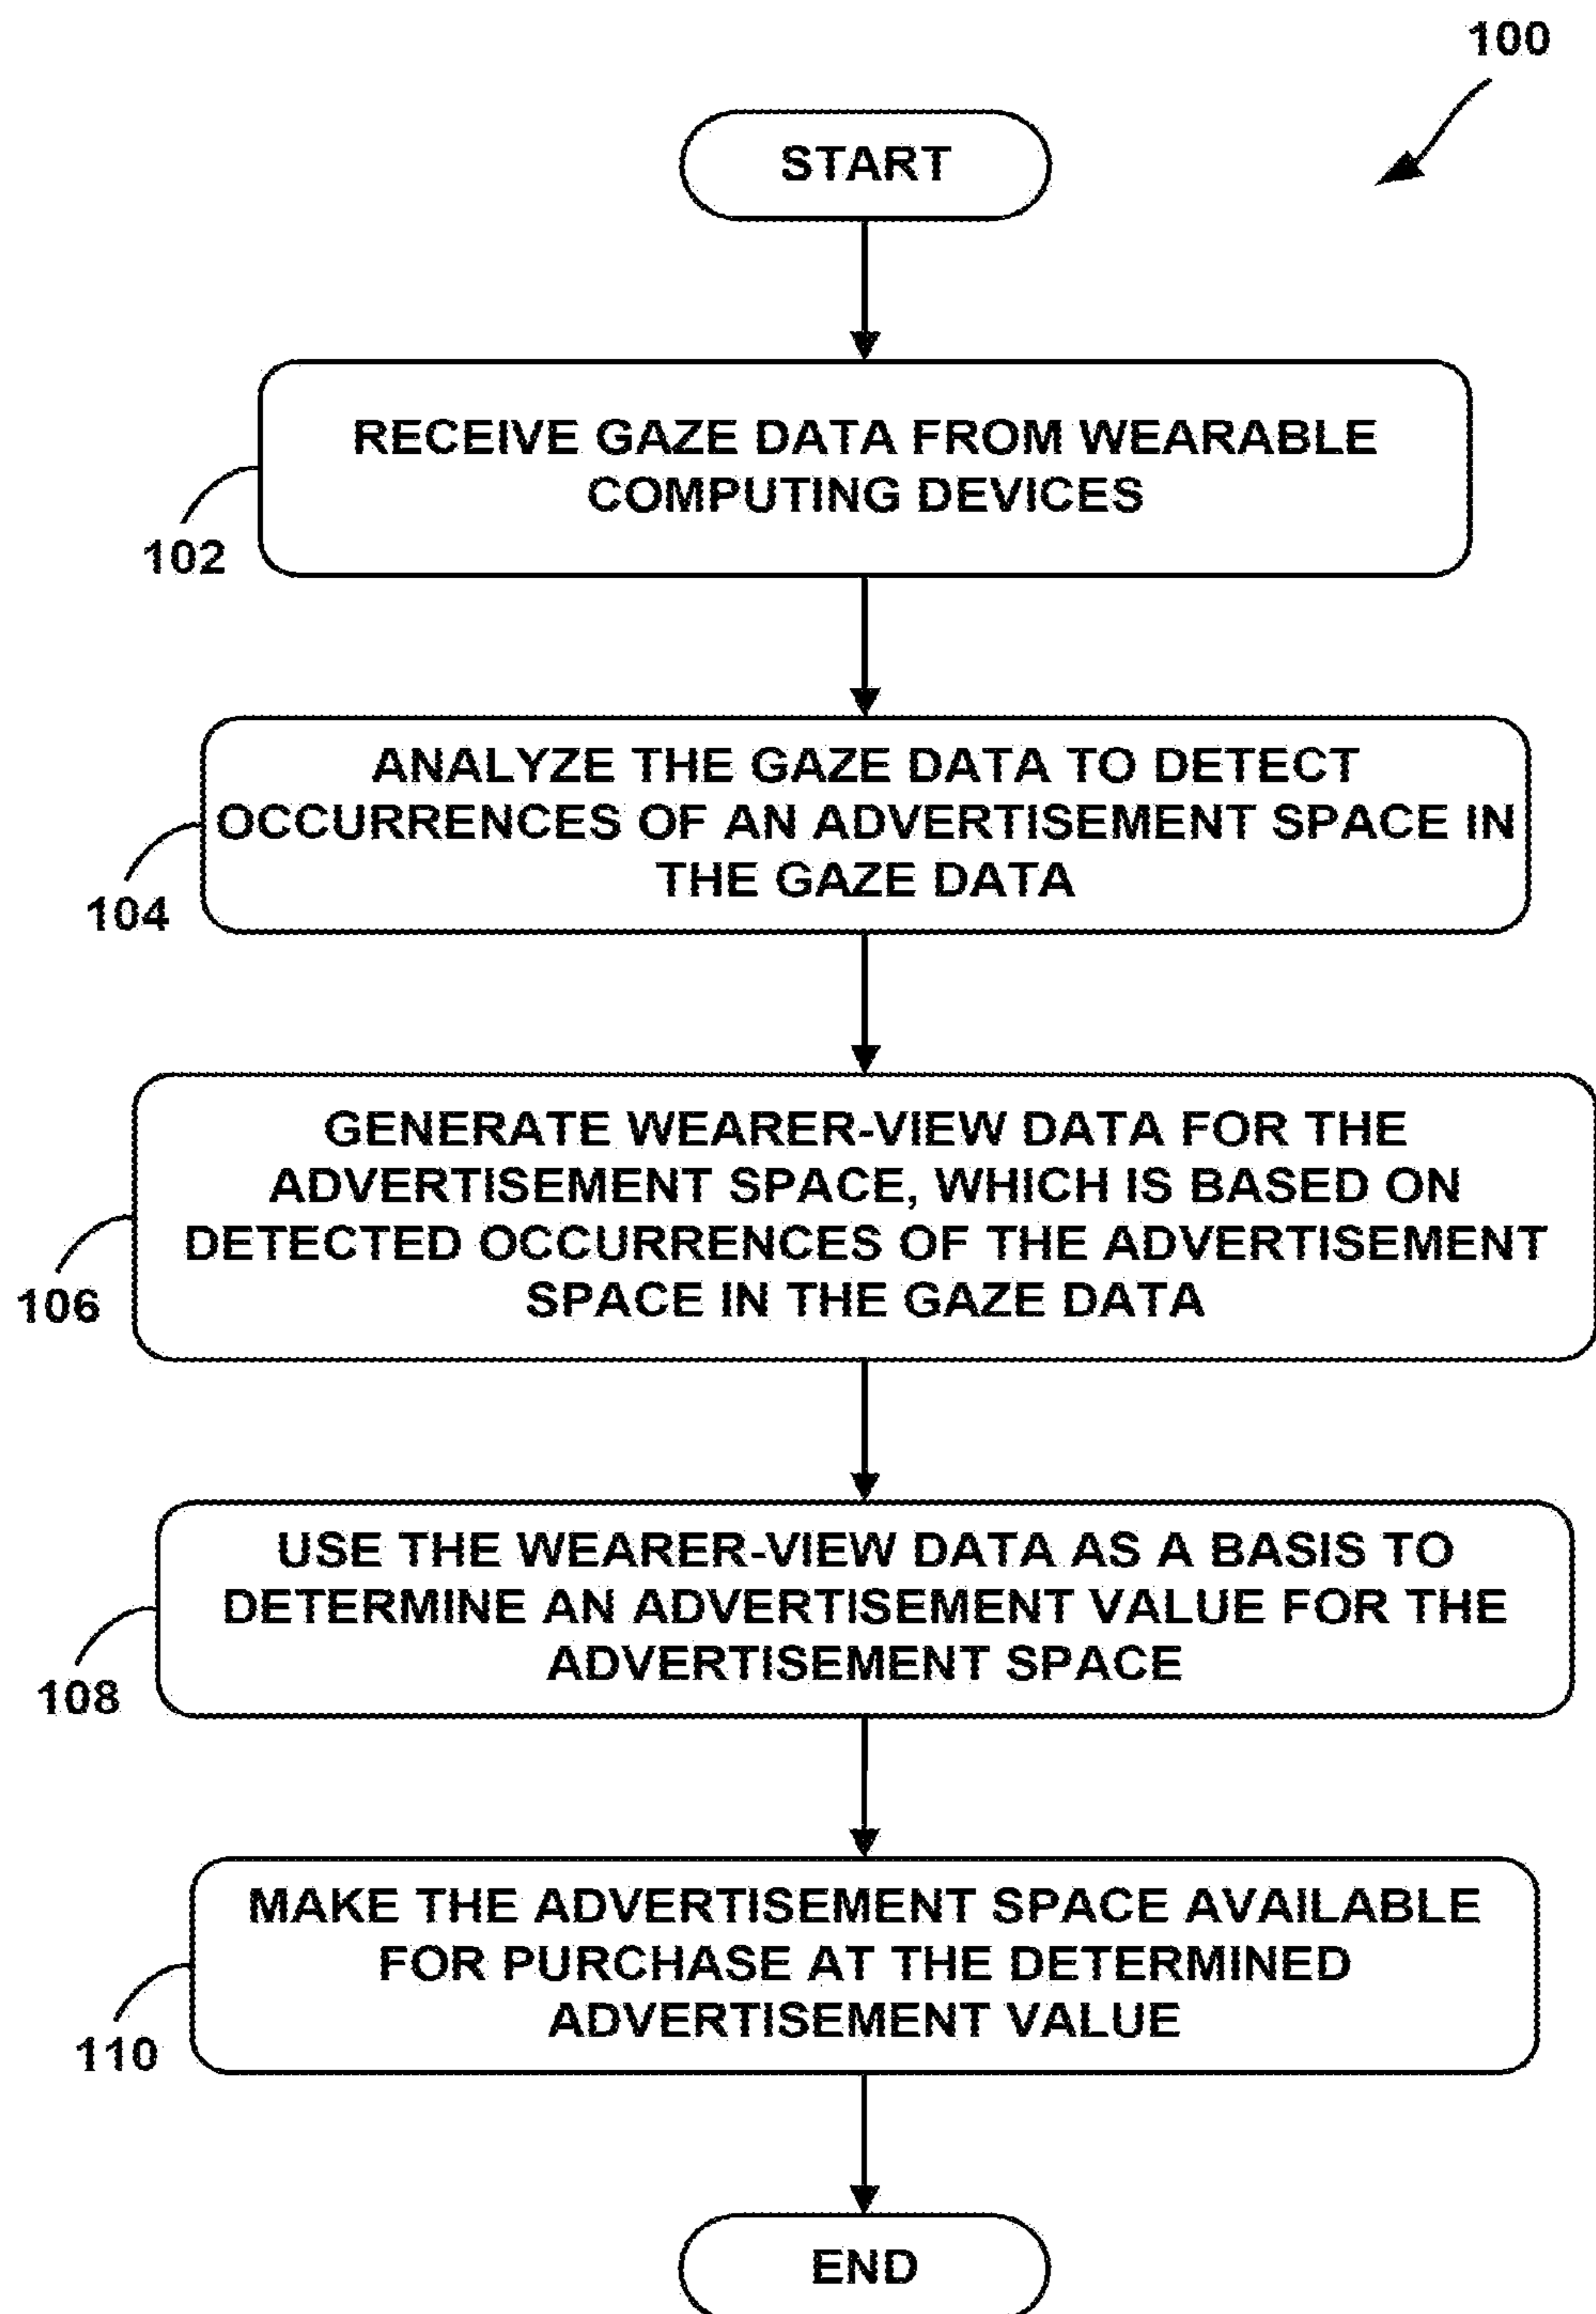 100
START
RECEIVE GAZE DATA FROM WEARABLE
COMPUTING DEVICES
102
ANALYZE THE GAZE DATA TO DETECT
OCCURRENCES OF AN ADVERTISEMENT SPACE IN
THE GAZE DATA
104
GENERATE WEARER-VIEW DATA FOR THE
ADVERTISEMENT SPACE, WHICH IS BASED ON
DETECTED OCCURRENCES OF THE ADVERTISEMENT
SPACE IN THE GAZE DATA
106
USE THE WEARER-VIEW DATA AS A BASIS TO
DETERMINE AN ADVERTISEMENT VALUE FOR THE
ADVERTISEMENT SPACE
108
MAKE THE ADVERTISEMENT SPACE AVAILABLE
FOR PURCHASE AT THE DETERMINED
ADVERTISEMENT VALUE
110
END